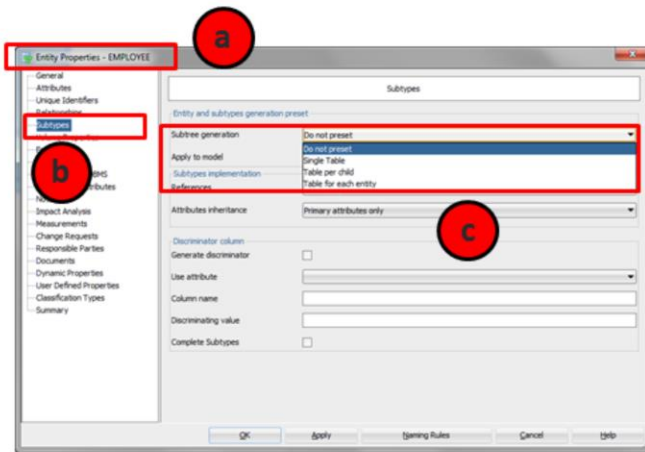 a
Entity Properties - EMPLOYEE
General
Attributes
Unique Identifiers
Relationships
Subtypes
b
Impact Analysis
Measurements
Change Requests
Responsible Parties
Documents
Dynamic Properties
User Defined Properties
Classification Types
Summary
Subtypes
Entity and subtypes generation preset
Subtree generation Do not preset
Do not preset
Apply to model Single Table
Table per child
Subtypes implementation Table for each entity
References
Attributes inheritance Primary attributes only
c
Discriminator column
Generate discriminator
Use attribute
Column name
Discriminating value
Complete Subtypes
OK Apply Naming Rules Cancel Help